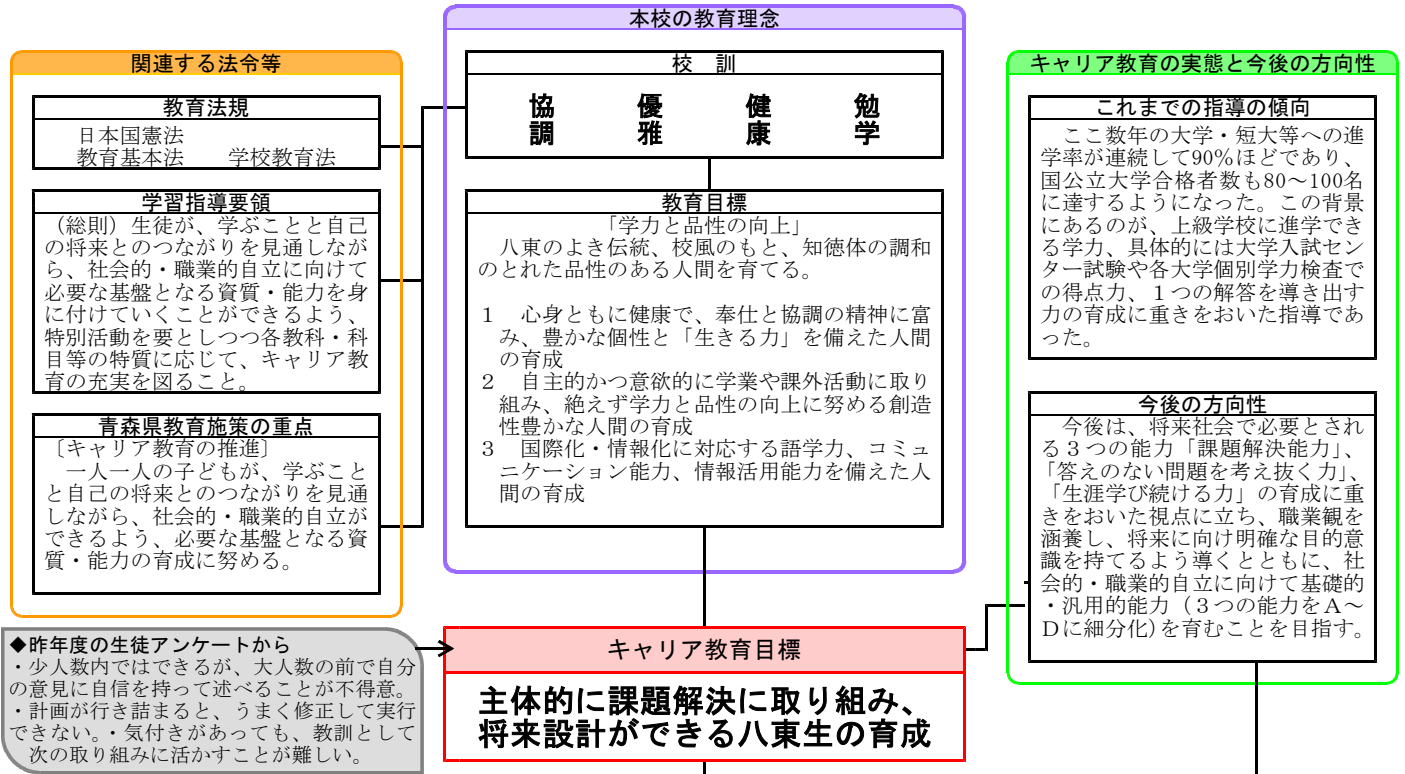 本校の教育理念
校　訓
協調　優雅　健康　勉学
教育目標
「学力と品性の向上」
八東のよき伝統、校風のもと、知徳体の調和
のとれた品性のある人間を育てる。
1　心身ともに健康で、奉仕と協調の精神に富
み、豊かな個性と「生きる力」を備えた人間
の育成
2　自主的かつ意欲的に学業や課外活動に取り
組み、絶えず学力と品性の向上に努める創造
性豊かな人間の育成
3　国際化・情報化に対応する語学力、コミュ
ニケーション能力、情報活用能力を備えた人
間の育成
関連する法令等
教育法規
日本国憲法
教育基本法　　学校教育法
学習指導要領
（総則）生徒が、学ぶことと自己
の将来とのつながりを見通しなが
ら、社会的・職業的自立に向けて
必要な基盤となる資質・能力を身
に付けていくことができるよう、
特別活動を要としつつ各教科・科
目等の特質に応じて、キャリア教
育の充実を図ること。
青森県教育施策の重点
〔キャリア教育の推進〕
一人一人の子どもが、学ぶこと
と自己の将来とのつながりを見通
しながら、社会的・職業的自立が
できるよう、必要な基盤となる資
質・能力の育成に努める。
キャリア教育の実態と今後の方向性
これまでの指導の傾向
ここ数年の大学・短大等への進
学率が連続して90％ほどであり、
国公立大学合格者数も80～100名
に達するようになった。この背景
にあるのが、上級学校に進学でき
る学力、具体的には大学入試セン
ター試験や各大学個別学力検査で
の得点力、１つの解答を導き出す
力の育成に重きをおいた指導であ
った。
今後の方向性
今後は、将来社会で必要とされ
る３つの能力「課題解決能力」、
「答えのない問題を考え抜く力」、
「生涯学び続ける力」の育成に重
きをおいた視点に立ち、職業観を
涵養し、将来に向け明確な目的意
識を持てるよう導くとともに、社
会的・職業的自立に向けて基礎的
・汎用的能力（３つの能力をＡ～
Ｄに細分化)を育むことを目指す。
◆昨年度の生徒アンケートから
・少人数内ではできるが、大人数の前で自分
の意見に自信を持って述べることが不得意。
・計画が行き詰まると、うまく修正して実行
できない。・気付きがあっても、教訓として
次の取り組みに活かすことが難しい。
キャリア教育目標
主体的に課題解決に取り組み、
将来設計ができる八東生の育成